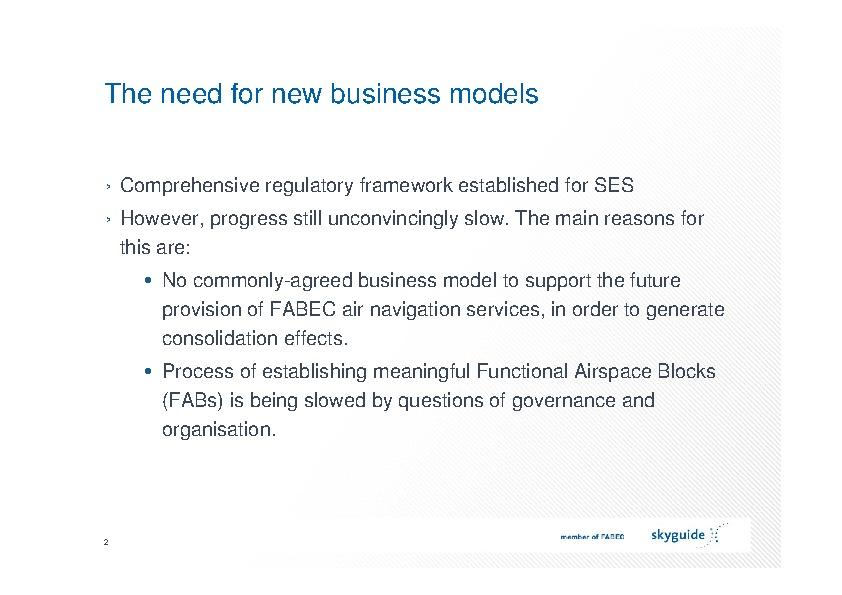 The need for new business models
› Comprehensive regulatory framework established for SES
› However, progress still unconvincingly slow. The main reasons for
this are:
• No commonly-agreed business model to support the future
provision of FABEC air navigation services, in order to generate
consolidation effects.
• Process of establishing meaningful Functional Airspace Blocks
(FABs) is being slowed by questions of governance and
organisation.
2
member of FABEC
skyguide